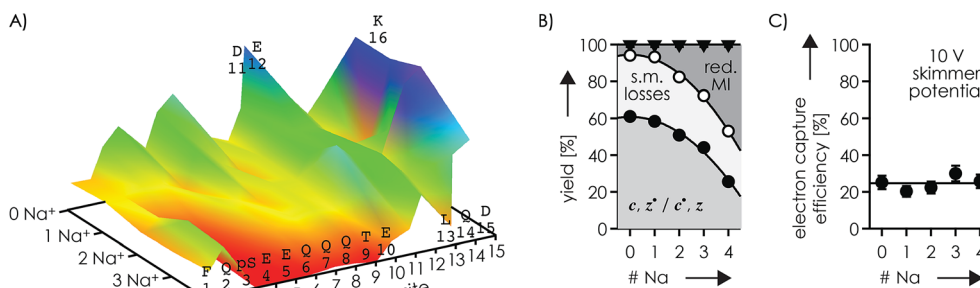 A)
K
16
D E
11 12
0 Na⁺
1 Na⁺
2 Na⁺
3 Na⁺
F Q pS E E Q Q Q T E
1 2 3 4 5 6 7 8 9 10
L Q D
13 14 15
7 8 9 10 11 12 13 14 15
B)
100
80
60
40
20
0
yield [%]
s.m.
losses
red.
MI
c, z• / c•, z
0 1 2 3 4
# Na
C)
100
80
60
40
20
0
electron capture
efficiency [%]
10 V
skimmer
0 1 2 3
# Na